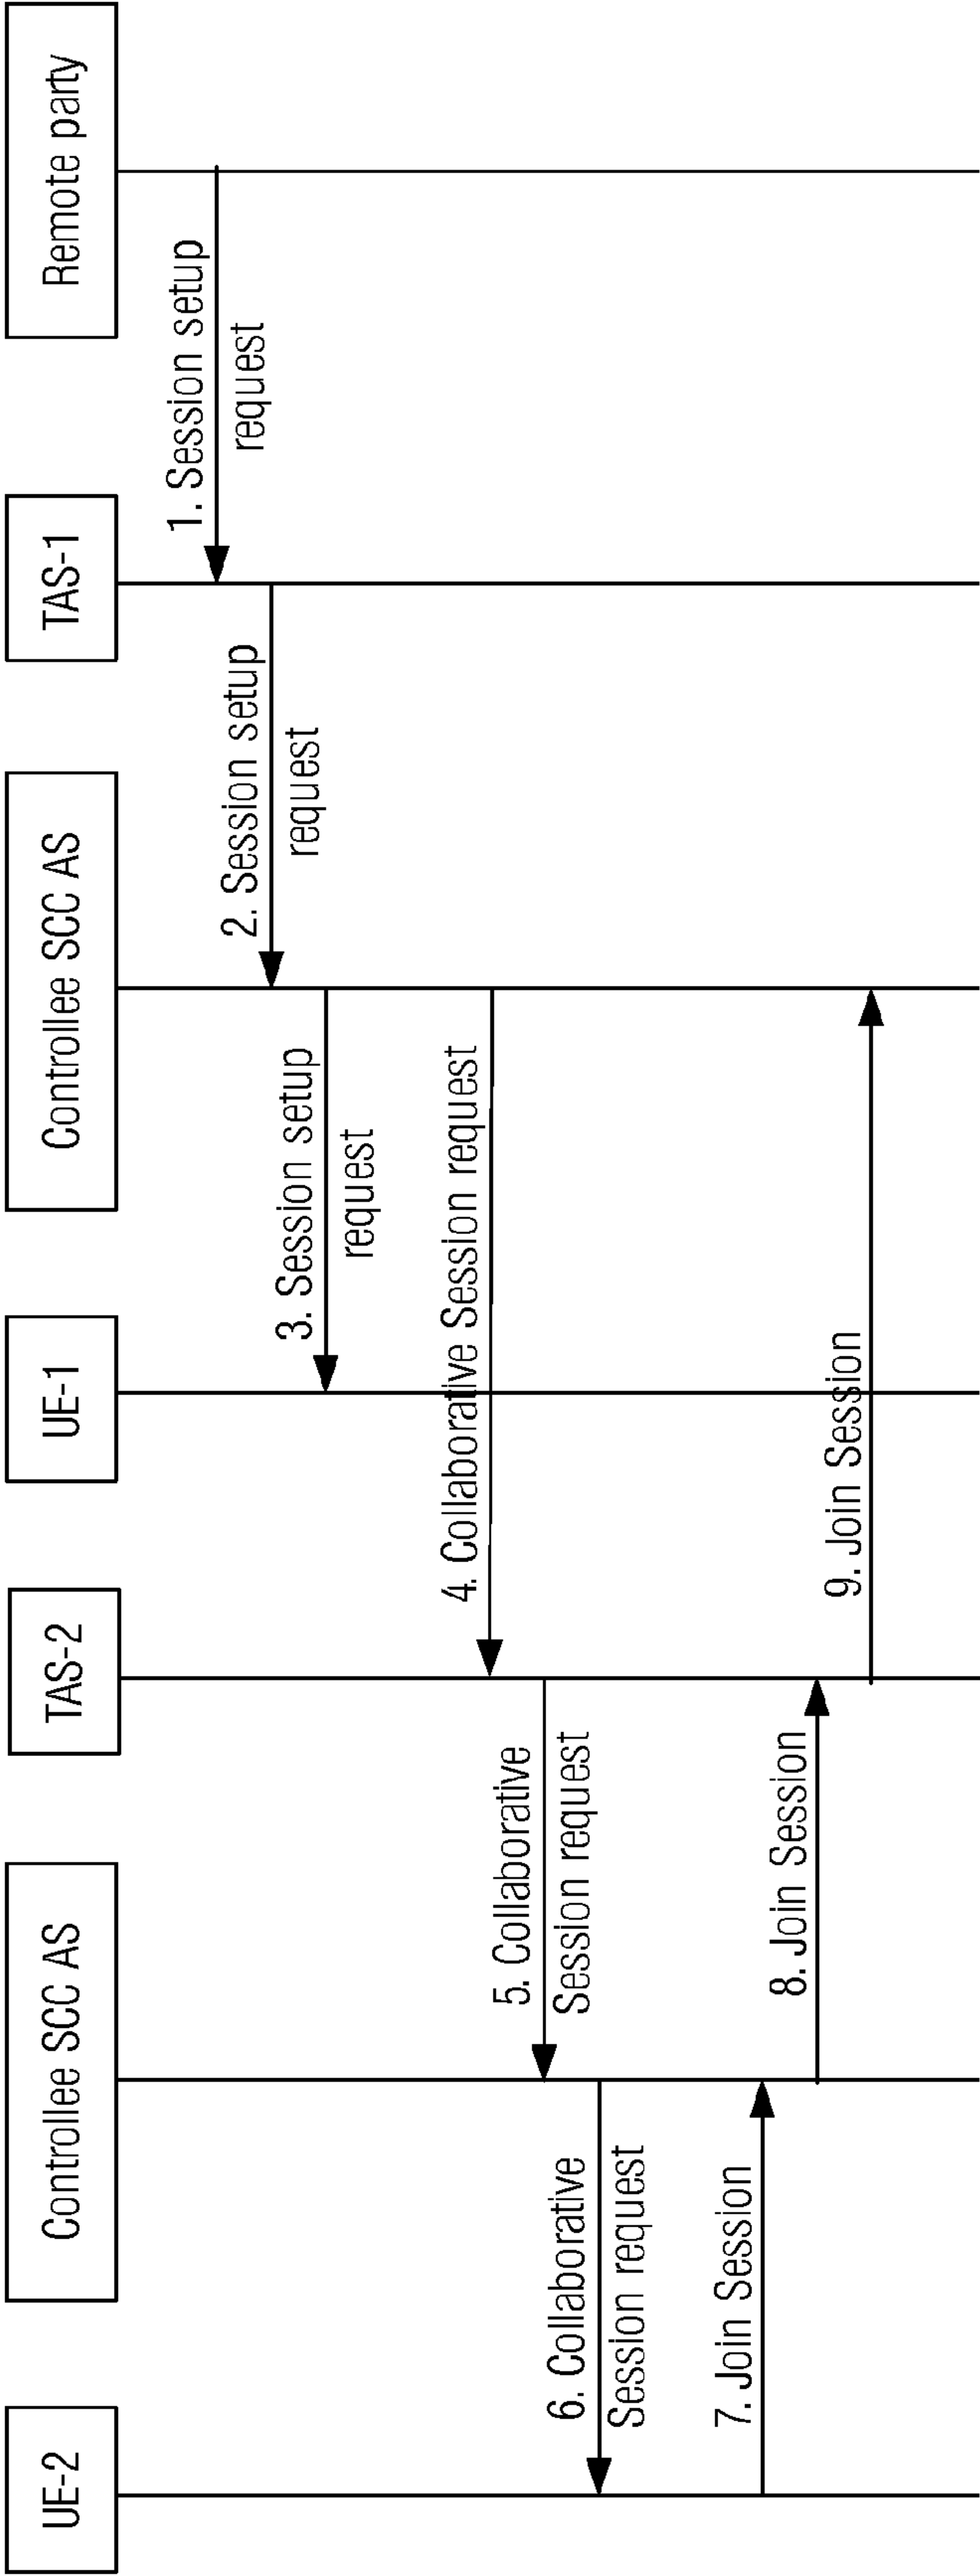 UE-2
Controllee SCC AS
TAS-2
UE-1
Controllee SCC AS
TAS-1
Remote party
1. Session setup
request
2. Session setup
request
3. Session setup
request
4. Collaborative Session request
5. Collaborative
Session request
6. Collaborative
Session request
7. Join Session
8. Join Session
9. Join Session